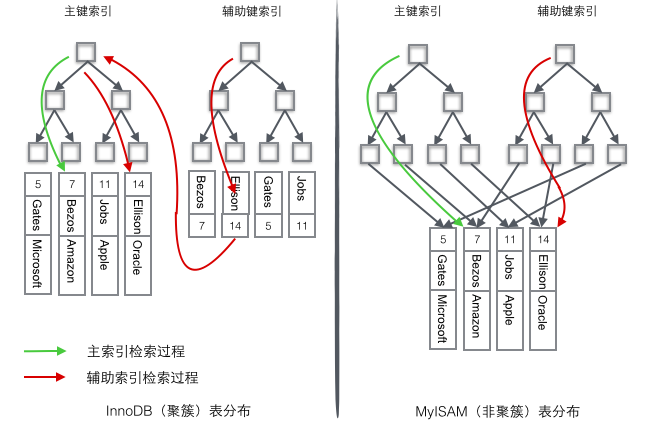 主键索引
辅助键索引
5
Gates
Microsoft
7
Bezos
Amazon
11
Jobs
Apple
14
Ellison
Oracle
Bezos
7
Ellison
14
Gates
5
Jobs
11
主索引检索过程
辅助索引检索过程
InnoDB（聚簇）表分布
主键索引
辅助键索引
5
Gates
Microsoft
7
Bezos
Amazon
11
Jobs
Apple
14
Ellison
Oracle
MyISAM（非聚簇）表分布